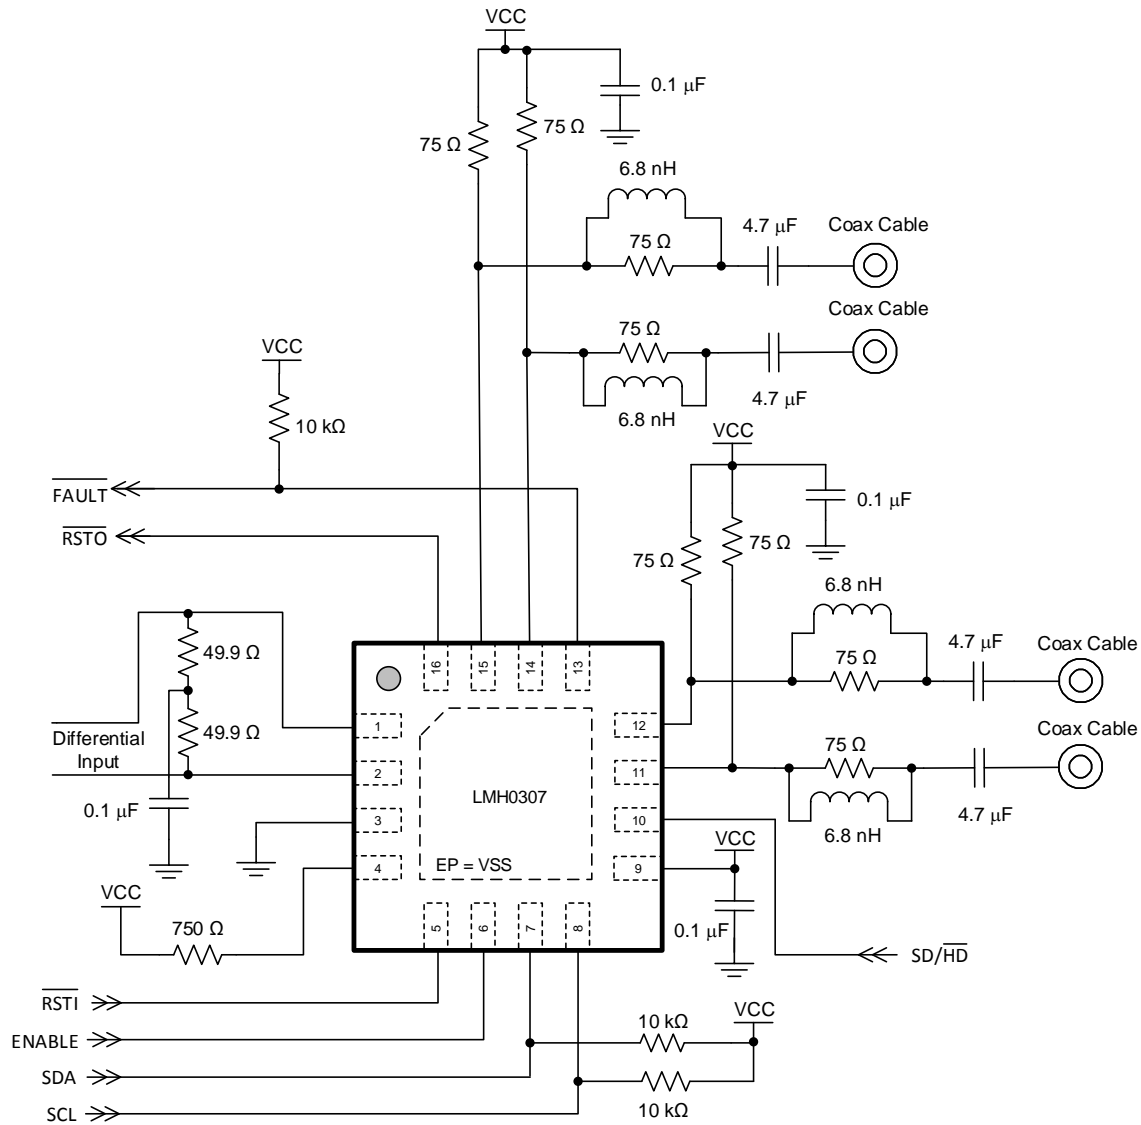 VCC
0.1 µF
75 Ω
75 Ω
6.8 nH
4.7 µF
Coax Cable
75 Ω
Coax Cable
75 Ω
VCC
4.7 µF
6.8 nH
10 kΩ
VCC
FAULT
0.1 µF
RSTO
75 Ω
75 Ω
6.8 nH
4.7 µF
Coax Cable
49.9 Ω
75 Ω
16
15
14
13
1
12
49.9 Ω
Differential
Input
Coax Cable
75 Ω
2
11
LMH0307
0.1 µF
4.7 µF
3
10
6.8 nH
VCC
4
EP = VSS
9
VCC
750 Ω
5
6
7
8
0.1 µF
SD/HD
RSTI
VCC
10 kΩ
ENABLE
SDA
10 kΩ
SCL